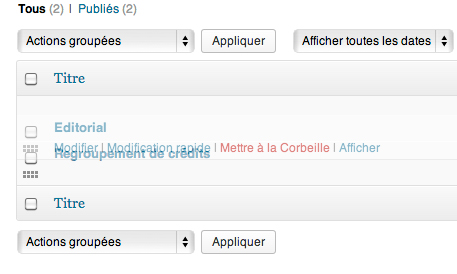 Tous (2) | Publiés (2)
Actions groupées Appliquer Afficher toutes les dates
Titre
Editorial
Modifier | Modification rapide | Mettre à la Corbeille | Afficher
Regroupement de crédits
Titre
Actions groupées Appliquer